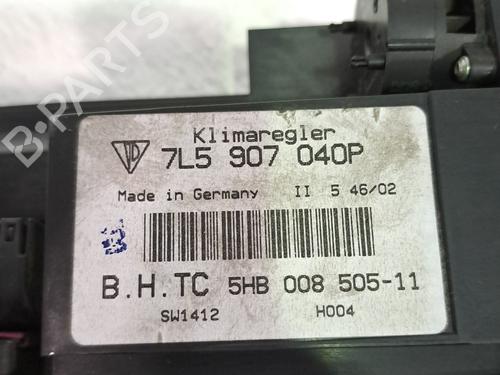 Klimaregler
7L5 907 040P
Made in Germany II 5 46/02
B.H.TC 5HB 008 505-11
SW1412 H004
B-PARTS